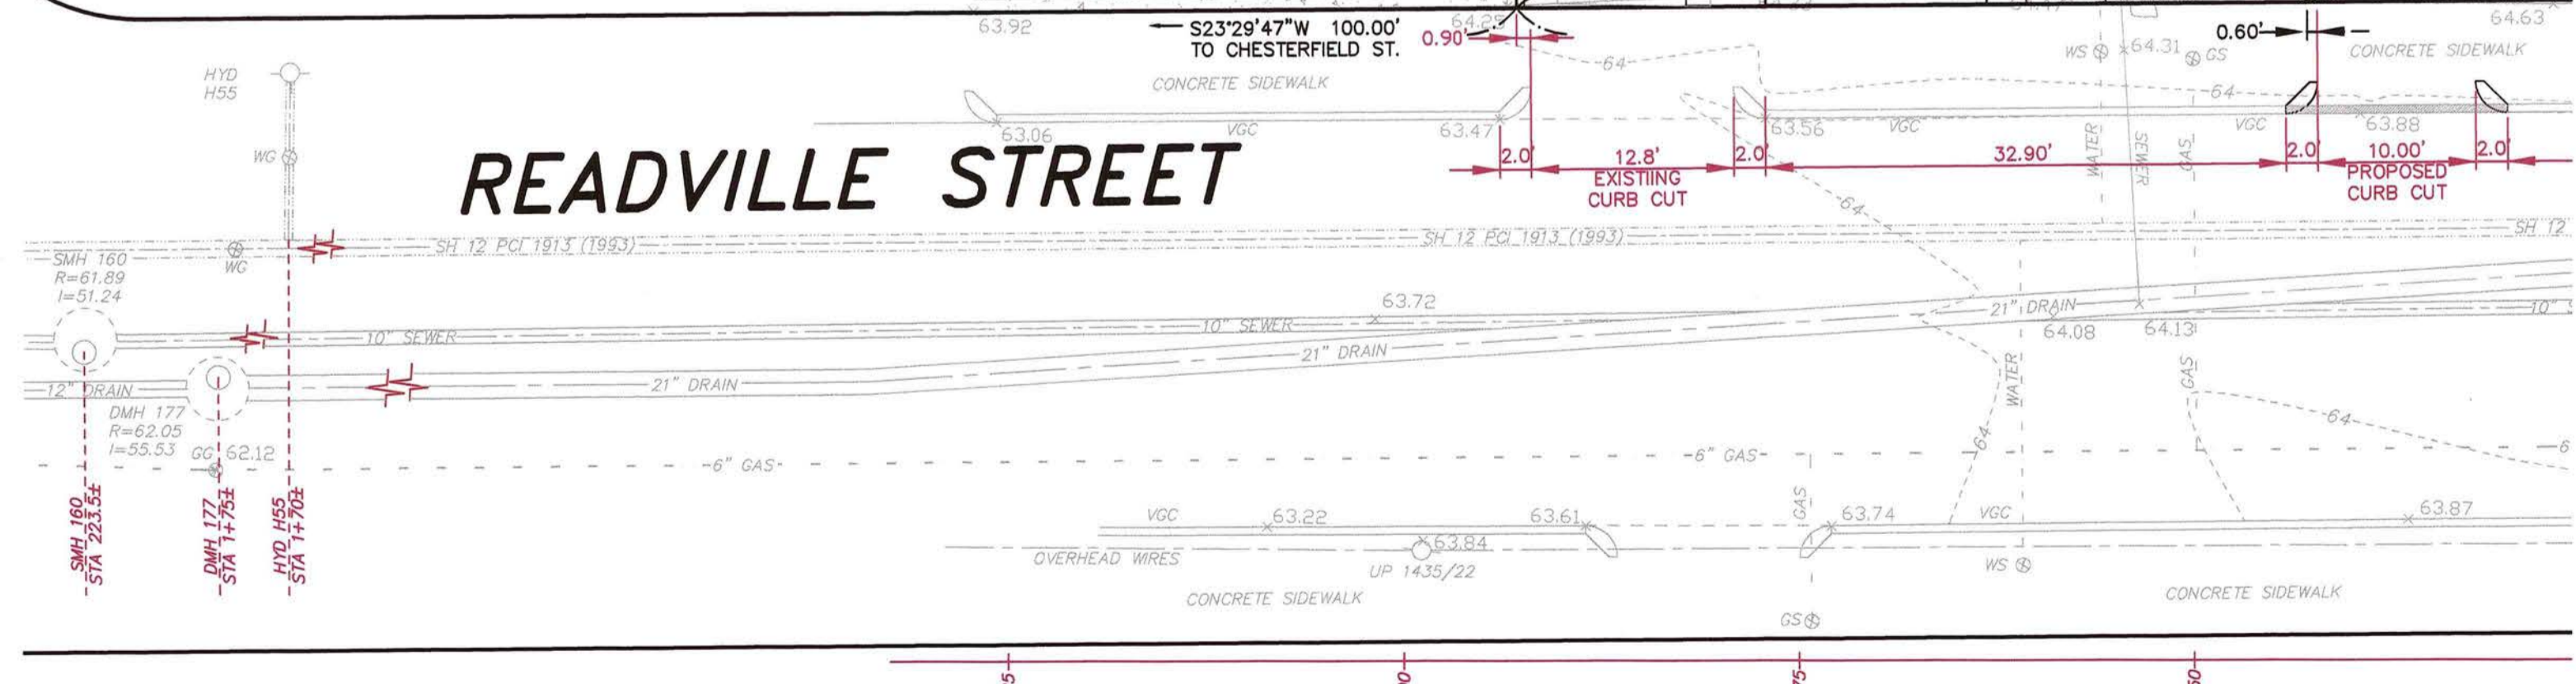 63.92
S23°29'47"W 100.00'
TO CHESTERFIELD ST.
64.25
0.90'
64.31
WS
GS
0.60'
64.63
CONCRETE SIDEWALK
HYD
H55
CONCRETE SIDEWALK
64
64
63.06
VGC
63.47
63.56
VGC
VGC
63.88
2.0'
12.8'
EXISTIING
CURB CUT
2.0'
32.90'
2.0'
10.00'
PROPOSED
CURB CUT
2.0'
WATER
SEWER
GAS
WG
READVILLE STREET
64
SMH 160
R=61.89
I=51.24
WG
SH 12 PCI 1913 (1993)
SH 12 PCI 1913 (1993)
SH 12
63.72
10" SEWER
10" SEWER
21" DRAIN
64.08
64.13
10"
21" DRAIN
12" DRAIN
21" DRAIN
WATER
GAS
DMH 177
R=62.05
I=55.53
GG
62.12
64
64
6" GAS
6" GAS
6
SMH 160
STA 223.5±
DMH 177
STA 1+75±
HYD H55
STA 1+70±
VGC
63.22
63.61
GAS
63.74
VGC
63.87
63.84
OVERHEAD WIRES
UP 1435/22
WS
CONCRETE SIDEWALK
CONCRETE SIDEWALK
GS